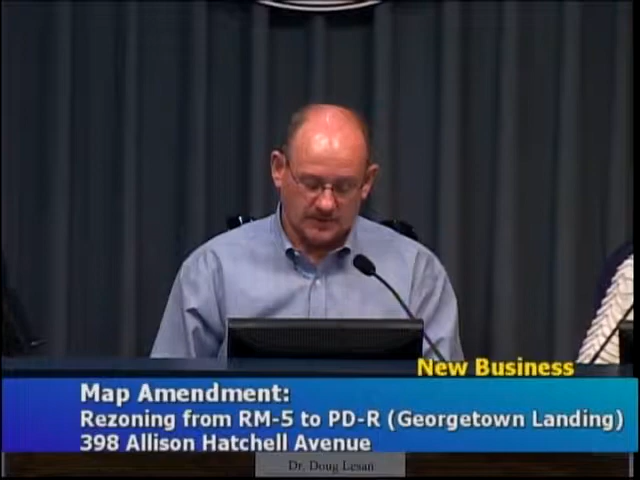 New Business
Map Amendment:
Rezoning from RM-5 to PD-R (Georgetown Landing)
398 Allison Hatchell Avenue
Dr. Doug Lesan